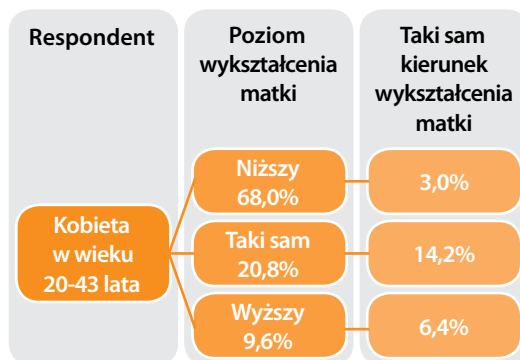 Respondent
Poziom
wykształcenia
matki
Taki sam
kierunek
wykształcenia
matki
Kobieta
w wieku
20-43 lata
Niższy
68,0%
3,0%
Taki sam
20,8%
14,2%
Wyższy
9,6%
6,4%